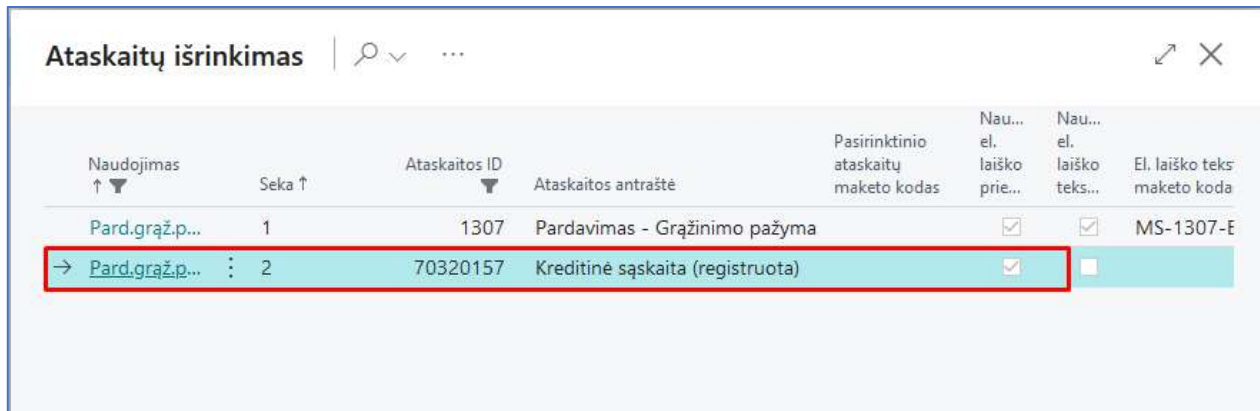 Ataskaitų išrinkimas
Naudojimas
Seka
Ataskaitos ID
Ataskaitos antraštė
Pasirinktinio
ataskaitų
maketo kodas
Nau...
el.
laiško
prie...
Nau...
el.
laiško
teks...
El. laiško teks
maketo koda
Pard.grąž.p... 1 1307 Pardavimas - Grąžinimo pažyma MS-1307-E
Pard.grąž.p... 2 70320157 Kreditinė sąskaita (registruota)